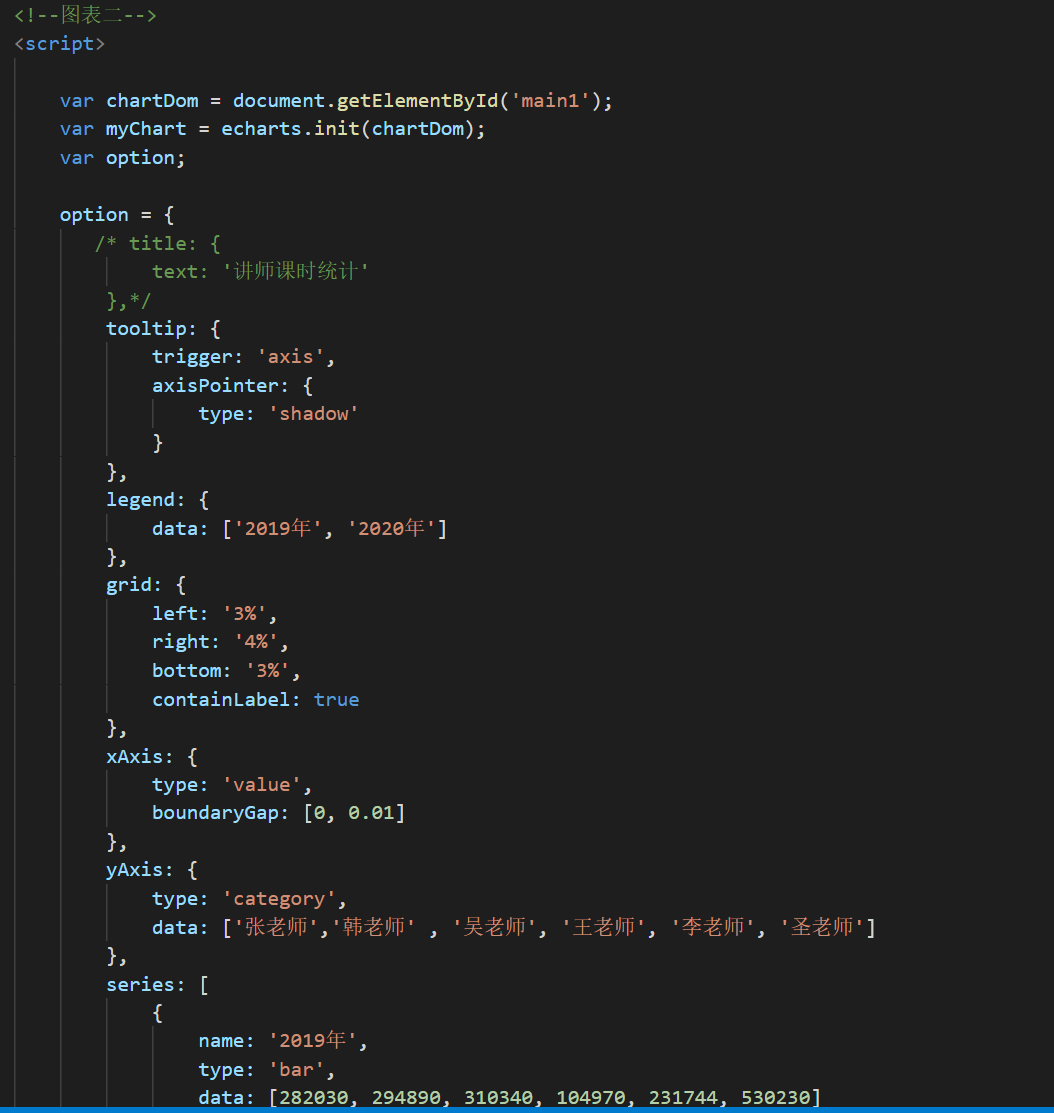 <!--图表二-->
<script>
var chartDom = document.getElementById('main1');
var myChart = echarts.init(chartDom);
var option;
option = {
/* title: {
text: '讲师课时统计'
},*/
tooltip: {
trigger: 'axis',
axisPointer: {
type: 'shadow'
}
},
legend: {
data: ['2019年', '2020年']
},
grid: {
left: '3%',
right: '4%',
bottom: '3%',
containLabel: true
},
xAxis: {
type: 'value',
boundaryGap: [0, 0.01]
},
yAxis: {
type: 'category',
data: ['张老师','韩老师' , '吴老师', '王老师', '李老师', '圣老师']
},
series: [
{
name: '2019年',
type: 'bar',
data: [282030, 294890, 310340, 104970, 231744, 530230]